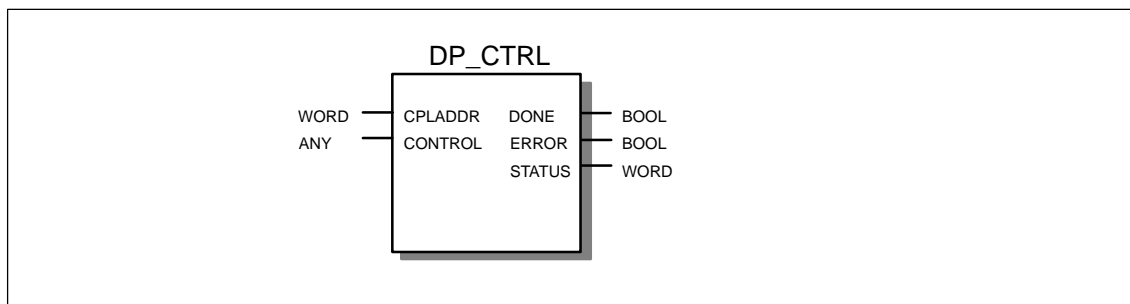 DP_CTRL
WORD CPLADDR DONE BOOL
ANY CONTROL ERROR BOOL
STATUS WORD